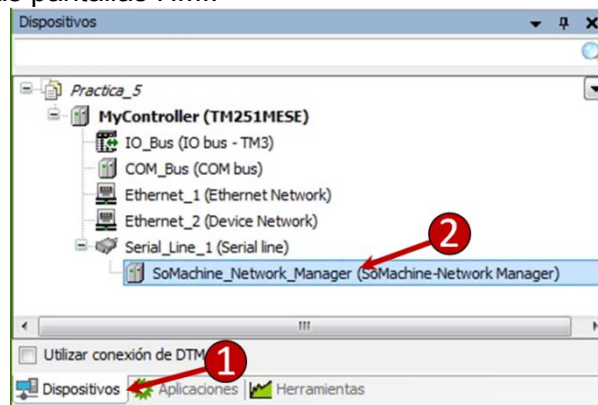 Dispositivos
Practica_5
MyController (TM251MESE)
IO_Bus (IO bus - TM3)
COM_Bus (COM bus)
Ethernet_1 (Ethernet Network)
Ethernet_2 (Device Network)
Serial_Line_1 (Serial line)
2
SoMachine_Network_Manager (SoMachine-Network Manager)
Utilizar conexión de DTM
1
Dispositivos Aplicaciones Herramientas